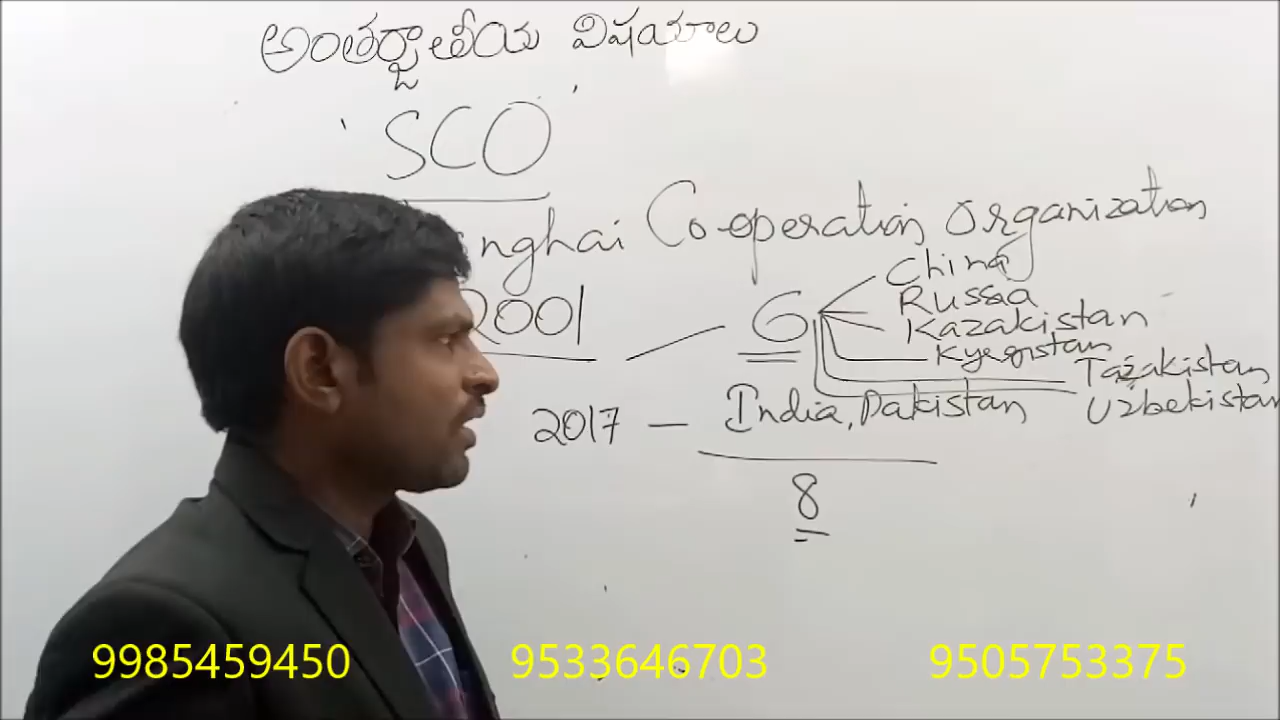 అంతర్జాతీయ విషయాలు
' SCO '
nghai Co-operation Organization
2001 6 China
Russia
Kazakistan
Kyrgistan
Tazakistan
Uzbekistan
2017 - India, Pakistan
8
9985459450 9533646703 9505753375